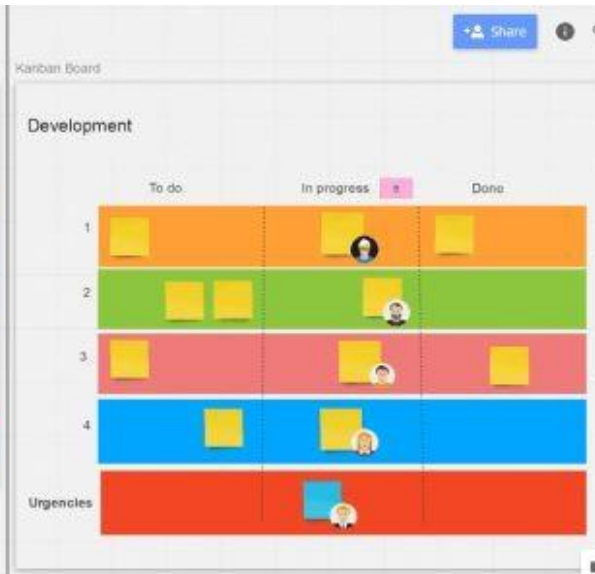 Share
Kanban Board
Development
To do
In progress
Done
1
2
3
4
Urgencies